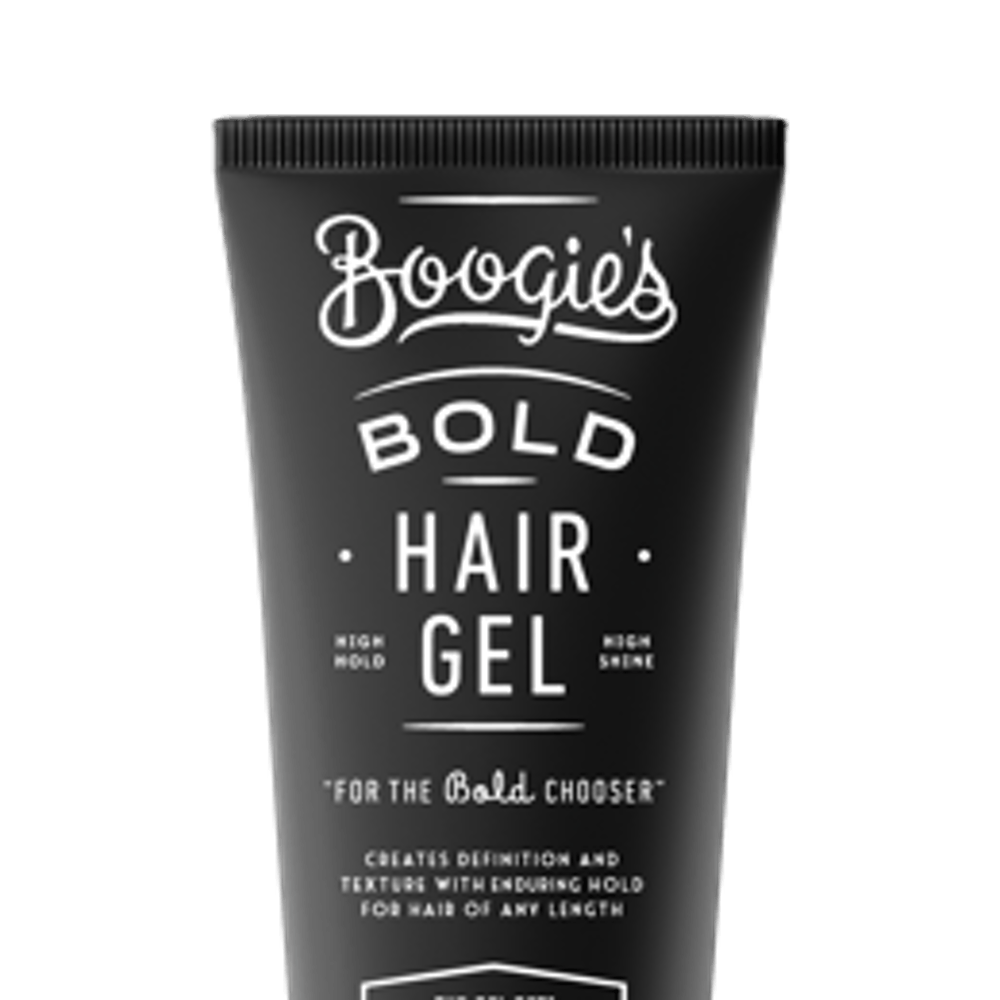 Boogie's
BOLD
· HAIR ·
HIGH HOLD GEL HIGH SHINE
"FOR THE Bold CHOOSER"
CREATES DEFINITION AND
TEXTURE WITH ENDURING HOLD
FOR HAIR OF ANY LENGTH